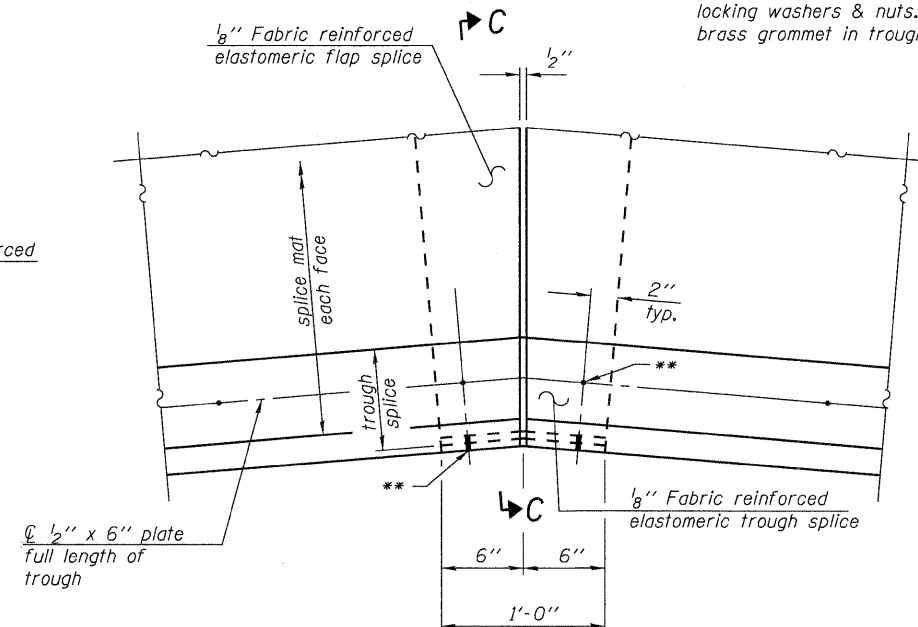 locking washers & nuts.
brass grommet in trough
C
1/8" Fabric reinforced
elastomeric flap splice
1/2"
rced
splice mat
each face
2"
typ.
**
trough
splice
**
C
1/8" Fabric reinforced
elastomeric trough splice
℄ 1/2" x 6" plate
full length of
trough
6"
6"
1'-0"